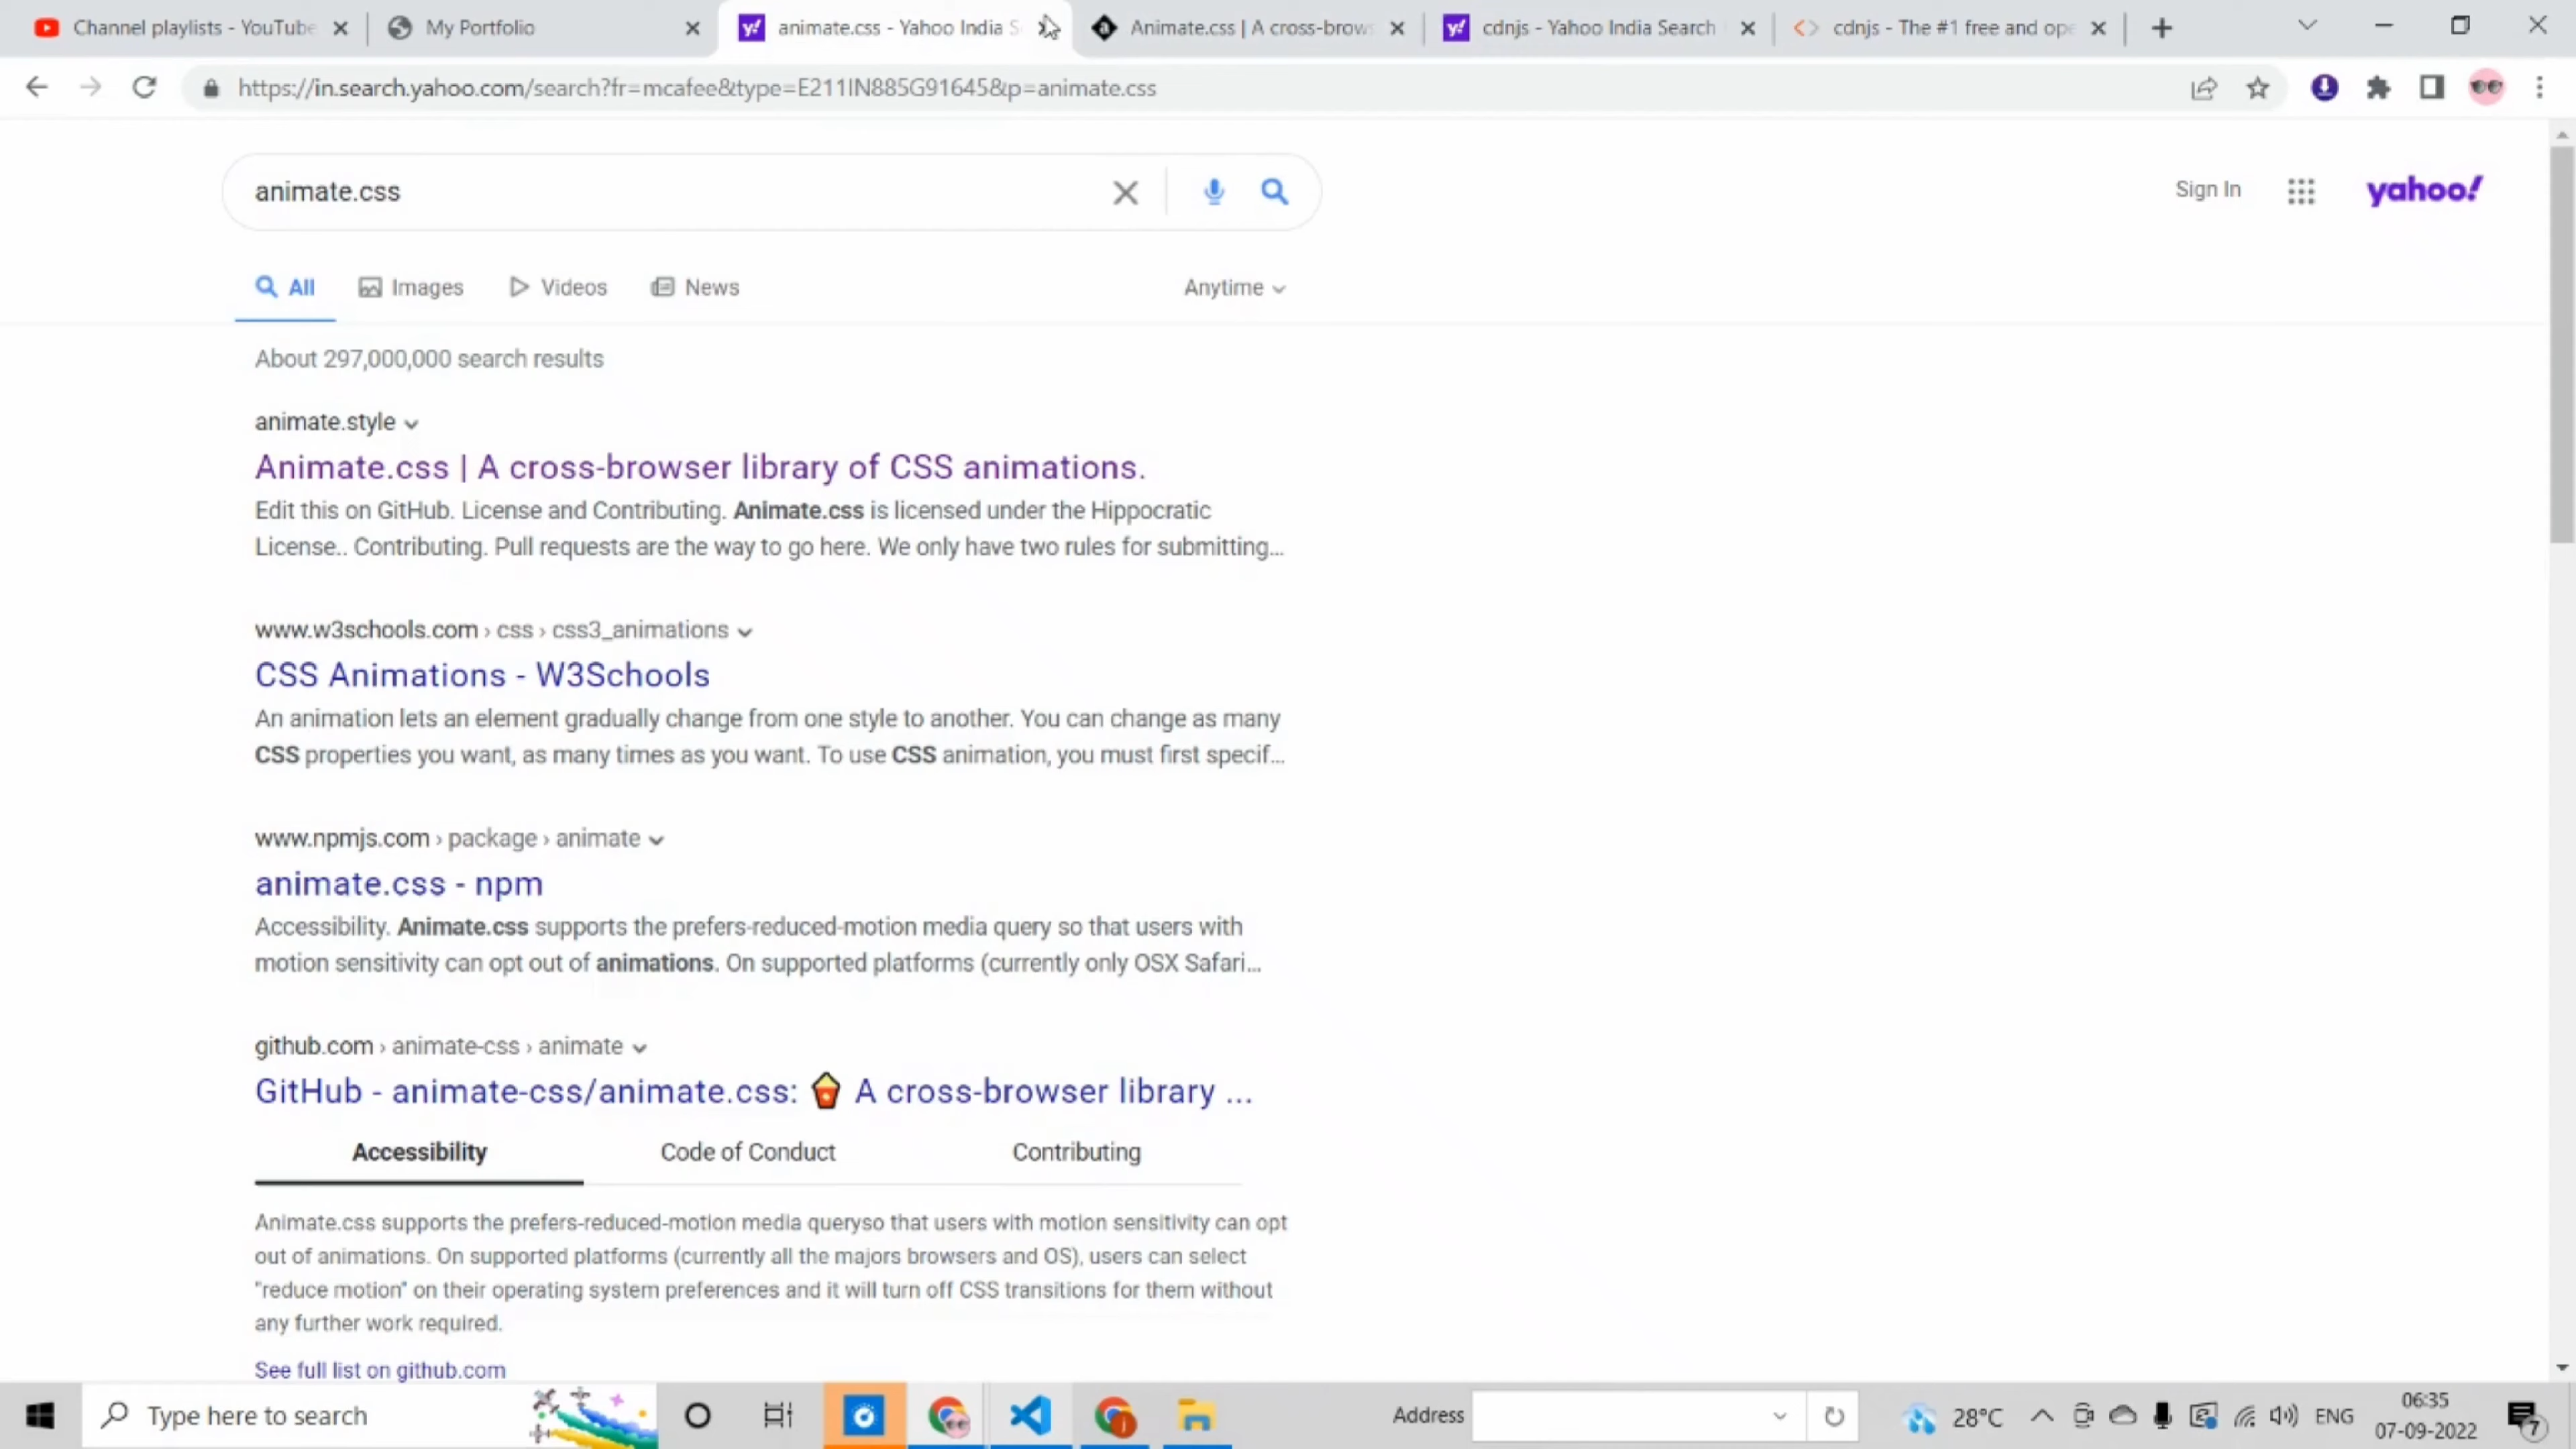 Channel playlists - YouTube
My Portfolio
animate.css - Yahoo India S
Animate.css | A cross-brows
cdnjs - Yahoo India Search
cdnjs - The #1 free and ope
https://in.search.yahoo.com/search?fr=mcafee&type=E211IN885G91645&p=animate.css
animate.css
Sign In
yahoo!
All
Images
Videos
News
Anytime
About 297,000,000 search results
animate.style
Animate.css | A cross-browser library of CSS animations.
Edit this on GitHub. License and Contributing. Animate.css is licensed under the Hippocratic
License.. Contributing. Pull requests are the way to go here. We only have two rules for submitting...
www.w3schools.com › css › css3_animations
CSS Animations - W3Schools
An animation lets an element gradually change from one style to another. You can change as many
CSS properties you want, as many times as you want. To use CSS animation, you must first specif...
www.npmjs.com › package › animate
animate.css - npm
Accessibility. Animate.css supports the prefers-reduced-motion media query so that users with
motion sensitivity can opt out of animations. On supported platforms (currently only OSX Safari...
github.com › animate-css › animate
GitHub - animate-css/animate.css: 🍿 A cross-browser library ...
Accessibility
Code of Conduct
Contributing
Animate.css supports the prefers-reduced-motion media queryso that users with motion sensitivity can opt
out of animations. On supported platforms (currently all the majors browsers and OS), users can select
"reduce motion" on their operating system preferences and it will turn off CSS transitions for them without
any further work required.
See full list on github.com
Type here to search
Address
28°C
ENG
06:35
07-09-2022
7